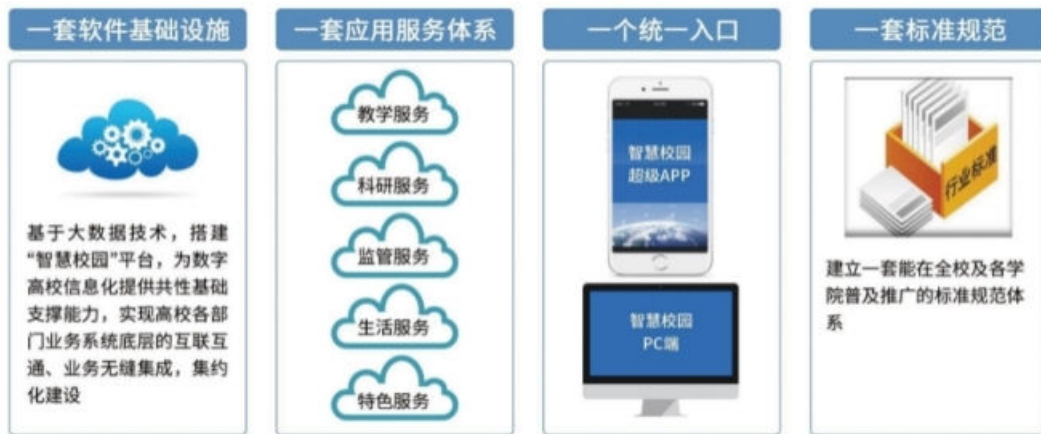 一套软件基础设施
一套应用服务体系
一个统一入口
一套标准规范
基于大数据技术，搭建
“智慧校园”平台，为数字
高校信息化提供共性基础
支撑能力，实现高校各部
门业务系统底层的互联互
通、业务无缝集成，集约
化建设
教学服务
科研服务
监管服务
生活服务
特色服务
智慧校园
超级APP
智慧校园
PC端
行业标准
建立一套能在全校及各学
院普及推广的标准规范体
系